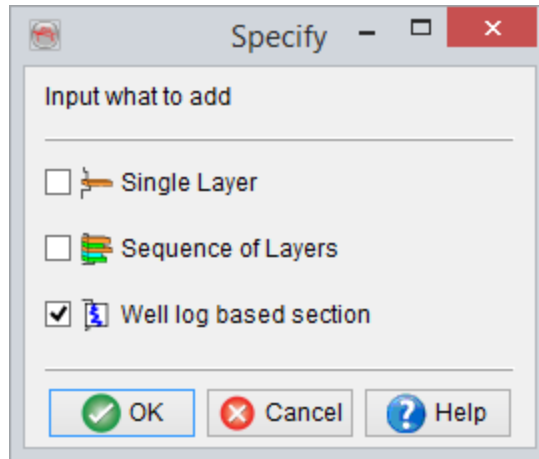 Specify
Input what to add
Single Layer
Sequence of Layers
Well log based section
OK Cancel Help